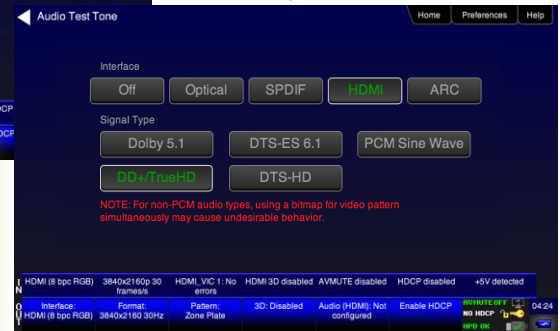 Audio Test Tone
Home Preferences Help
Interface
Off Optical SPDIF HDMI ARC
Signal Type
Dolby 5.1 DTS-ES 6.1 PCM Sine Wave
DD+/TrueHD DTS-HD
NOTE: For non-PCM audio types, using a bitmap for video pattern
simultaneously may cause undesirable behavior.
DCP
DCP
IN HDMI (8 bpc RGB) 3840x2160p 30 frames/s HDMI_VIC 1: No errors HDMI 3D disabled AVMUTE disabled HDCP disabled +5V detected
OUT Interface: HDMI (8 bpc RGB) Format: 3840x2160 30Hz Pattern: Zone Plate 3D: Disabled Audio (HDMI): Not configured Enable HDCP AVMUTE OFF NO HDCP HPD OK 04:24